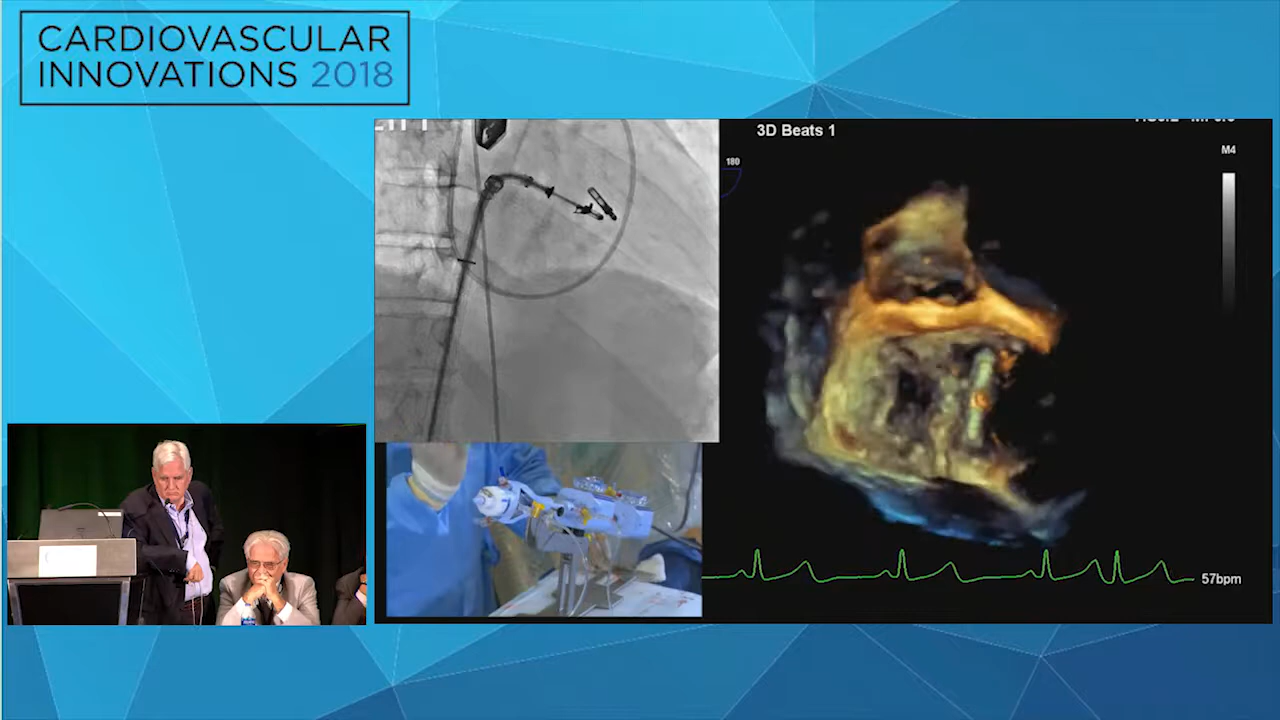 CARDIOVASCULAR
INNOVATIONS 2018
3D Beats 1
M4
180
57bpm